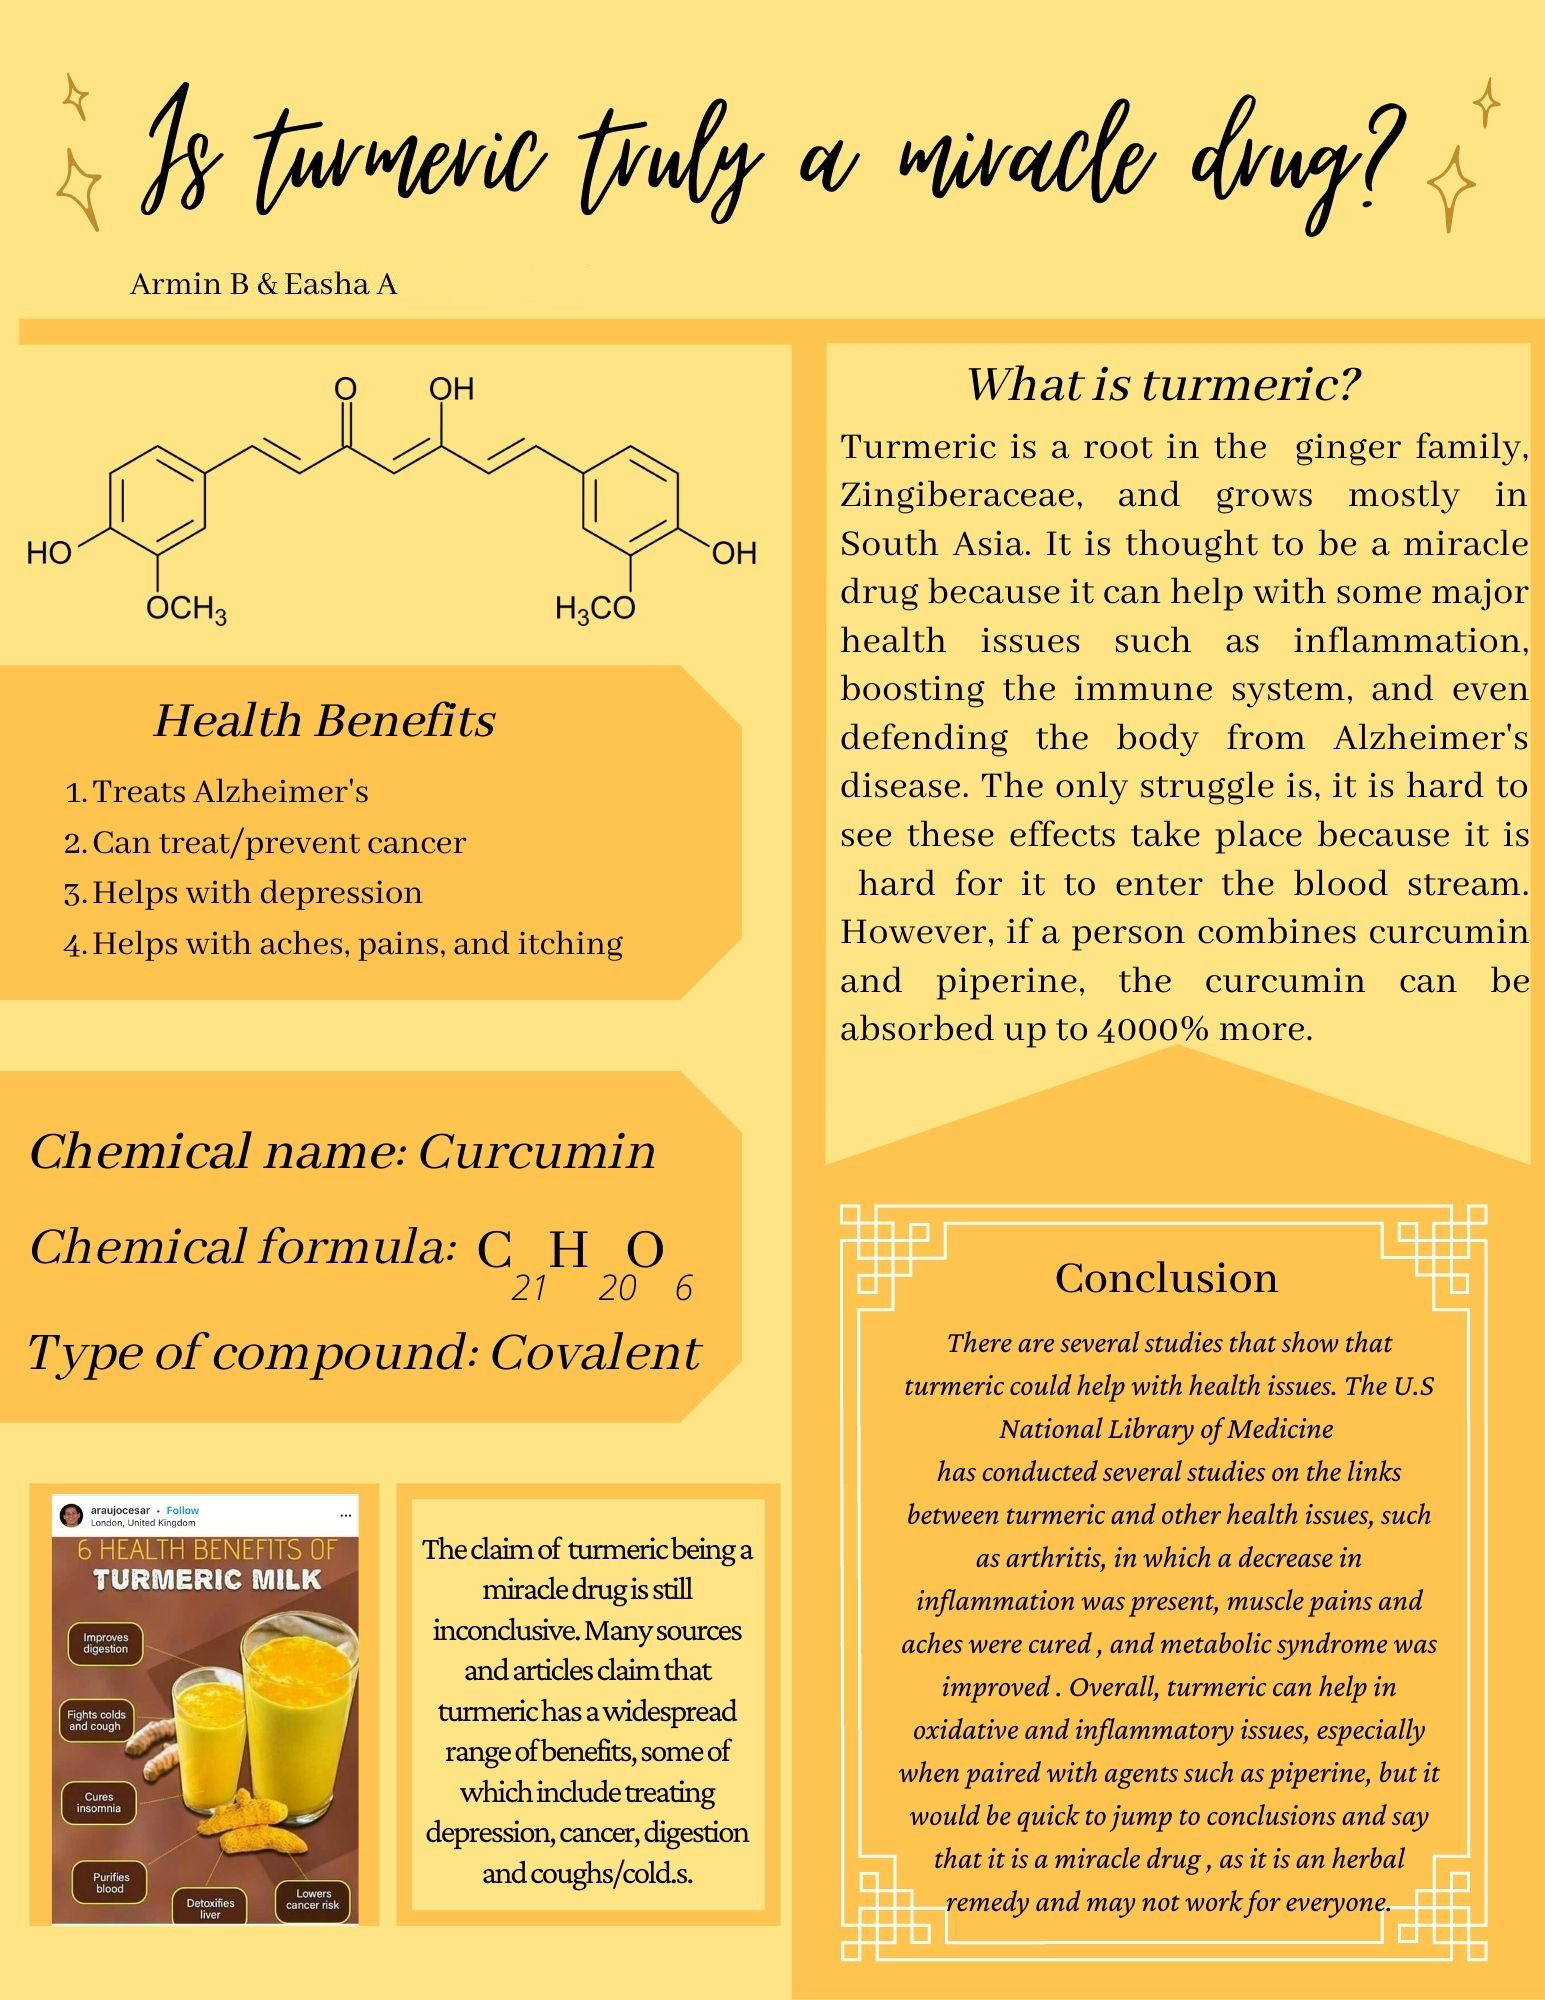 Is turmeric truly a miracle drug?
Armin B & Easha A
O
OH
HO
OCH3
H3CO
OH
Health Benefits
1. Treats Alzheimer's
2. Can treat/prevent cancer
3. Helps with depression
4. Helps with aches, pains, and itching
Chemical name: Curcumin
Chemical formula: C21H20O6
Type of compound: Covalent
araujocesar • Follow
London, United Kingdom
6 HEALTH BENEFITS OF
TURMERIC MILK
Improves
digestion
Fights colds
and cough
Cures
insomnia
Purifies
blood
Detoxifies
liver
Lowers
cancer risk
The claim of turmeric being a
miracle drug is still
inconclusive. Many sources
and articles claim that
turmeric has a widespread
range of benefits, some of
which include treating
depression, cancer, digestion
and coughs/cold.s.
What is turmeric?
Turmeric is a root in the ginger family,
Zingiberaceae, and grows mostly in
South Asia. It is thought to be a miracle
drug because it can help with some major
health issues such as inflammation,
boosting the immune system, and even
defending the body from Alzheimer's
disease. The only struggle is, it is hard to
see these effects take place because it is
hard for it to enter the blood stream.
However, if a person combines curcumin
and piperine, the curcumin can be
absorbed up to 4000% more.
Conclusion
There are several studies that show that
turmeric could help with health issues. The U.S
National Library of Medicine
has conducted several studies on the links
between turmeric and other health issues, such
as arthritis, in which a decrease in
inflammation was present, muscle pains and
aches were cured , and metabolic syndrome was
improved . Overall, turmeric can help in
oxidative and inflammatory issues, especially
when paired with agents such as piperine, but it
would be quick to jump to conclusions and say
that it is a miracle drug , as it is an herbal
remedy and may not work for everyone.